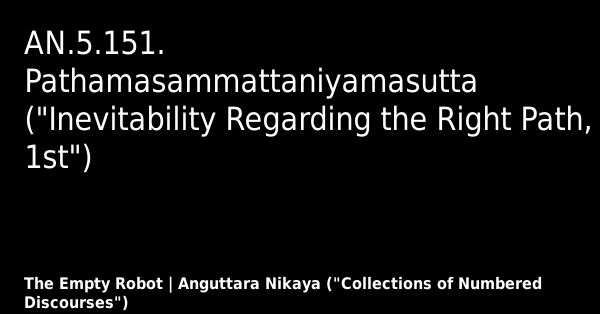 AN.5.151.
Pathamasammattaniyamasutta
("Inevitability Regarding the Right Path,
1st")
The Empty Robot | Anguttara Nikaya ("Collections of Numbered
Discourses")